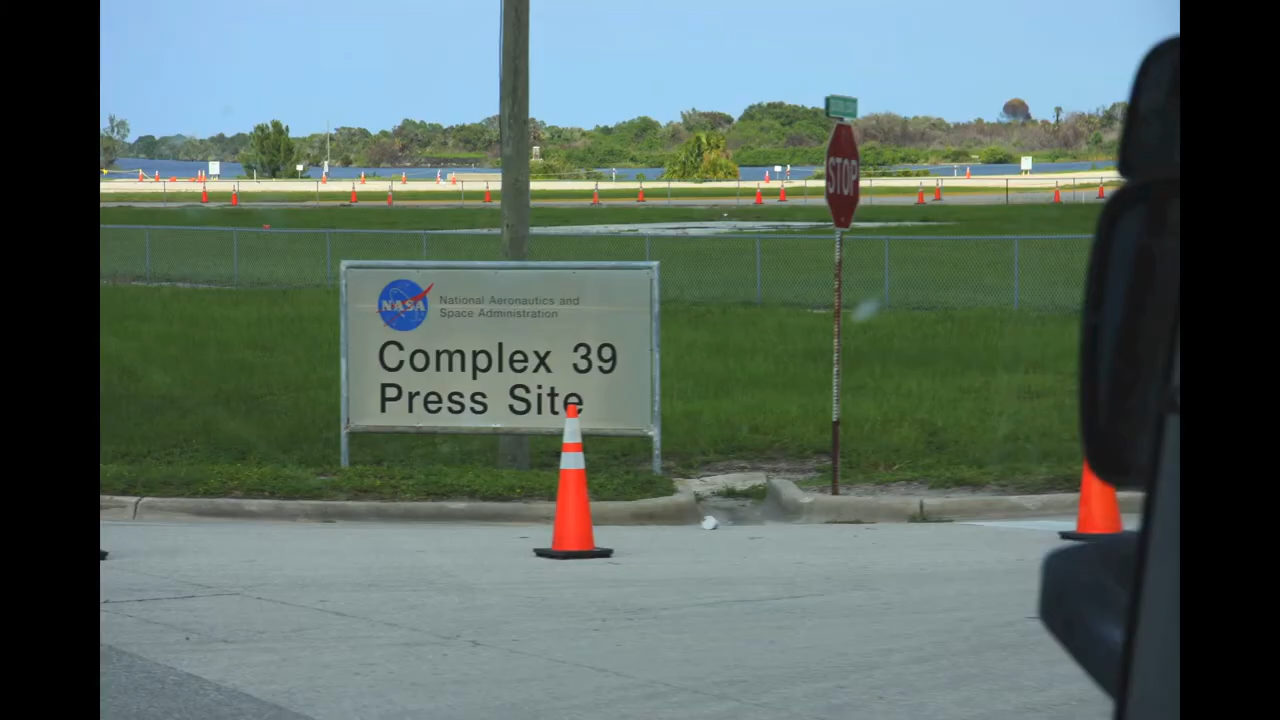 STOP
NASA
National Aeronautics and
Space Administration
Complex 39
Press Site